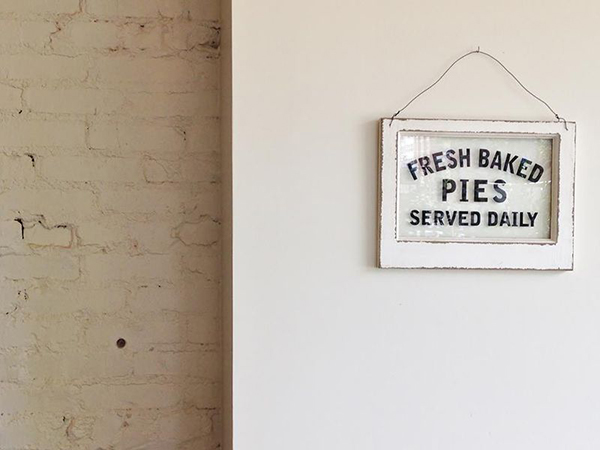 FRESH BAKED
PIES
SERVED DAILY